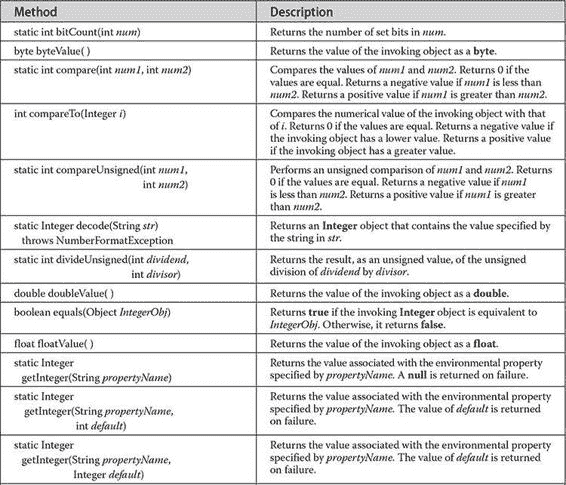 Method Description
static int bitCount(int num) Returns the number of set bits in num.
byte byteValue( ) Returns the value of the invoking object as a byte.
static int compare(int num1, int num2) Compares the values of num1 and num2. Returns 0 if the
values are equal. Returns a negative value if num1 is less than
num2. Returns a positive value if num1 is greater than num2.
int compareTo(Integer i) Compares the numerical value of the invoking object with that
of i. Returns 0 if the values are equal. Returns a negative value if
the invoking object has a lower value. Returns a positive value
if the invoking object has a greater value.
static int compareUnsigned(int num1, Performs an unsigned comparison of num1 and num2. Returns
int num2) 0 if the values are equal. Returns a negative value if num1
is less than num2. Returns a positive value if num1 is greater
than num2.
static Integer decode(String str) Returns an Integer object that contains the value specified by
throws NumberFormatException the string in str.
static int divideUnsigned(int dividend, Returns the result, as an unsigned value, of the unsigned
int divisor) division of dividend by divisor.
double doubleValue( ) Returns the value of the invoking object as a double.
boolean equals(Object IntegerObj) Returns true if the invoking Integer object is equivalent to
IntegerObj. Otherwise, it returns false.
float floatValue( ) Returns the value of the invoking object as a float.
static Integer Returns the value associated with the environmental property
getInteger(String propertyName) specified by propertyName. A null is returned on failure.
static Integer Returns the value associated with the environmental property
getInteger(String propertyName, specified by propertyName. The value of default is returned
int default) on failure.
static Integer Returns the value associated with the environmental property
getInteger(String propertyName, specified by propertyName. The value of default is returned
Integer default) on failure.